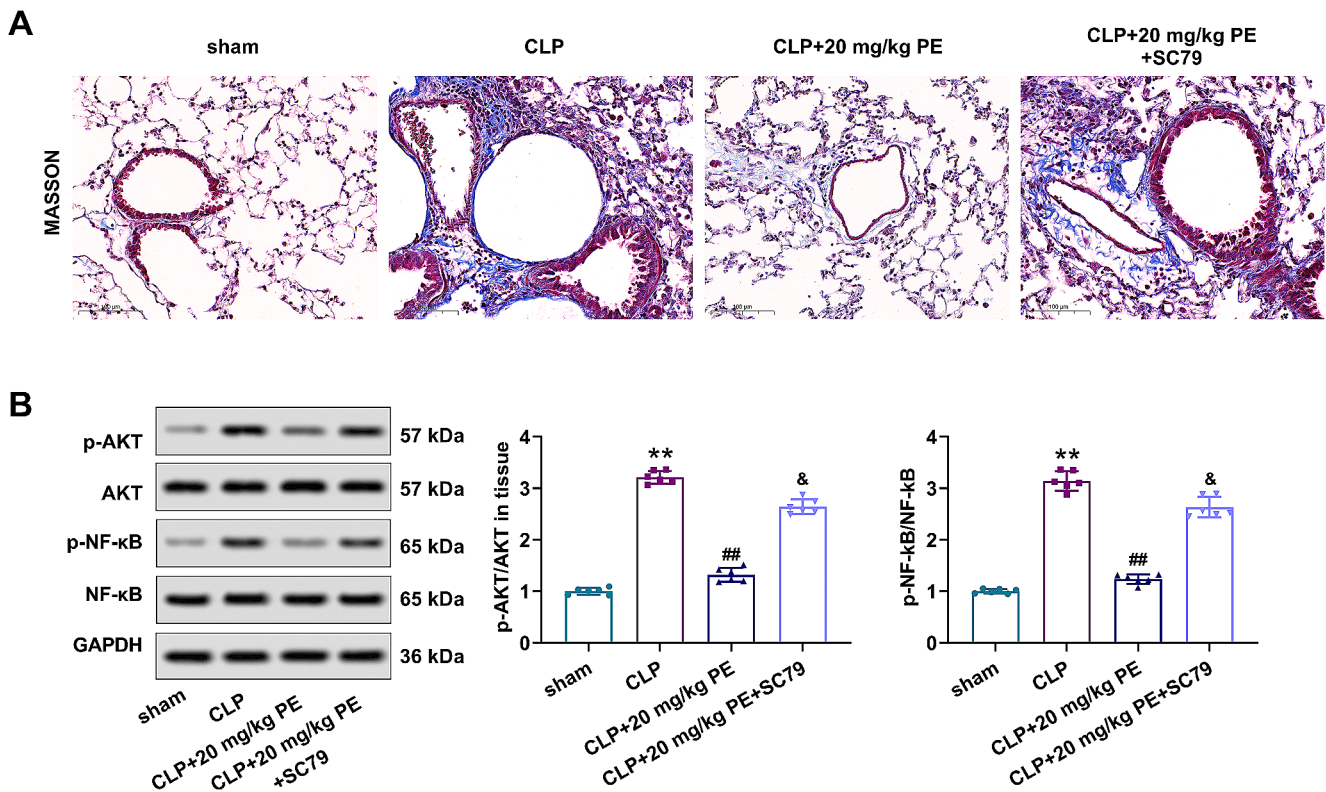 A
sham
CLP
CLP+20 mg/kg PE
CLP+20 mg/kg PE
+SC79
MASSON
100 µm
100 µm
B
p-AKT
57 kDa
AKT
57 kDa
p-NF-κB
65 kDa
NF-κB
65 kDa
GAPDH
36 kDa
sham
CLP
CLP+20 mg/kg PE
CLP+20 mg/kg PE
+SC79
p-AKT/AKT in tissue
4
3
2
1
0
**
##
&
sham
CLP
CLP+20 mg/kg PE
CLP+20 mg/kg PE+SC79
p-NF-kB/NF-kB
4
3
2
1
0
**
##
&
sham
CLP
CLP+20 mg/kg PE
CLP+20 mg/kg PE+SC79